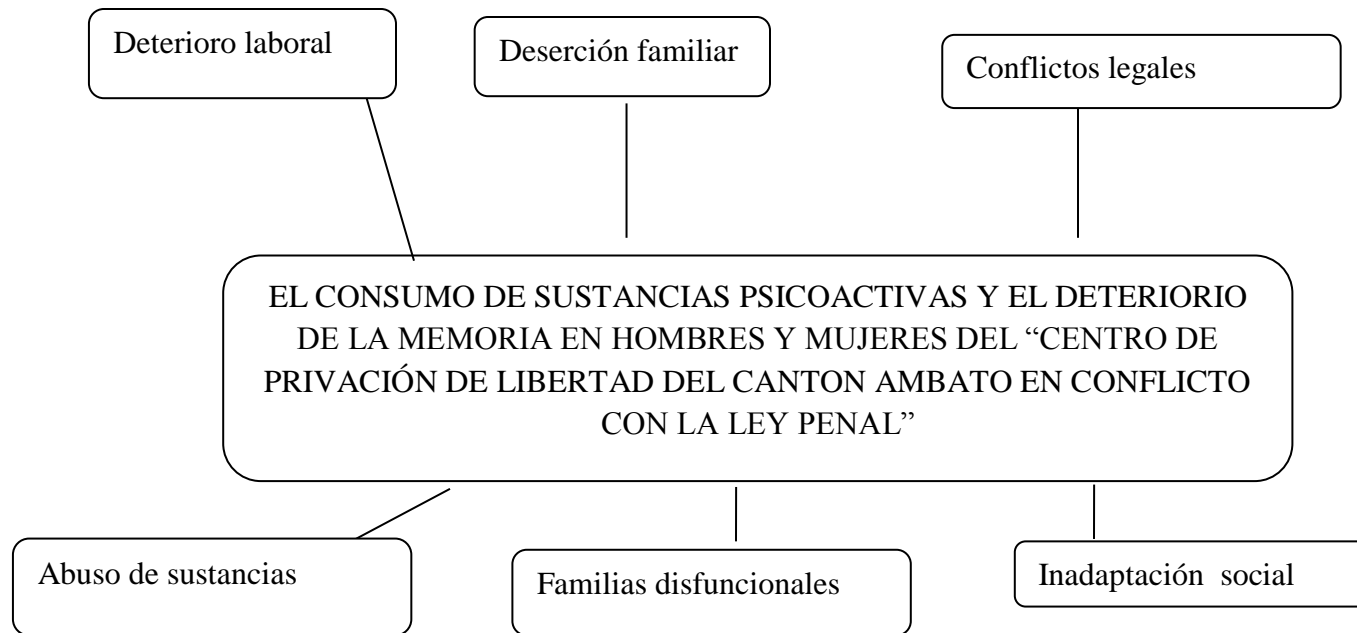 Deterioro laboral
Deserción familiar
Conflictos legales
EL CONSUMO DE SUSTANCIAS PSICOACTIVAS Y EL DETERIORIO
DE LA MEMORIA EN HOMBRES Y MUJERES DEL “CENTRO DE
PRIVACIÓN DE LIBERTAD DEL CANTON AMBATO EN CONFLICTO
CON LA LEY PENAL”
Abuso de sustancias
Familias disfuncionales
Inadaptación social